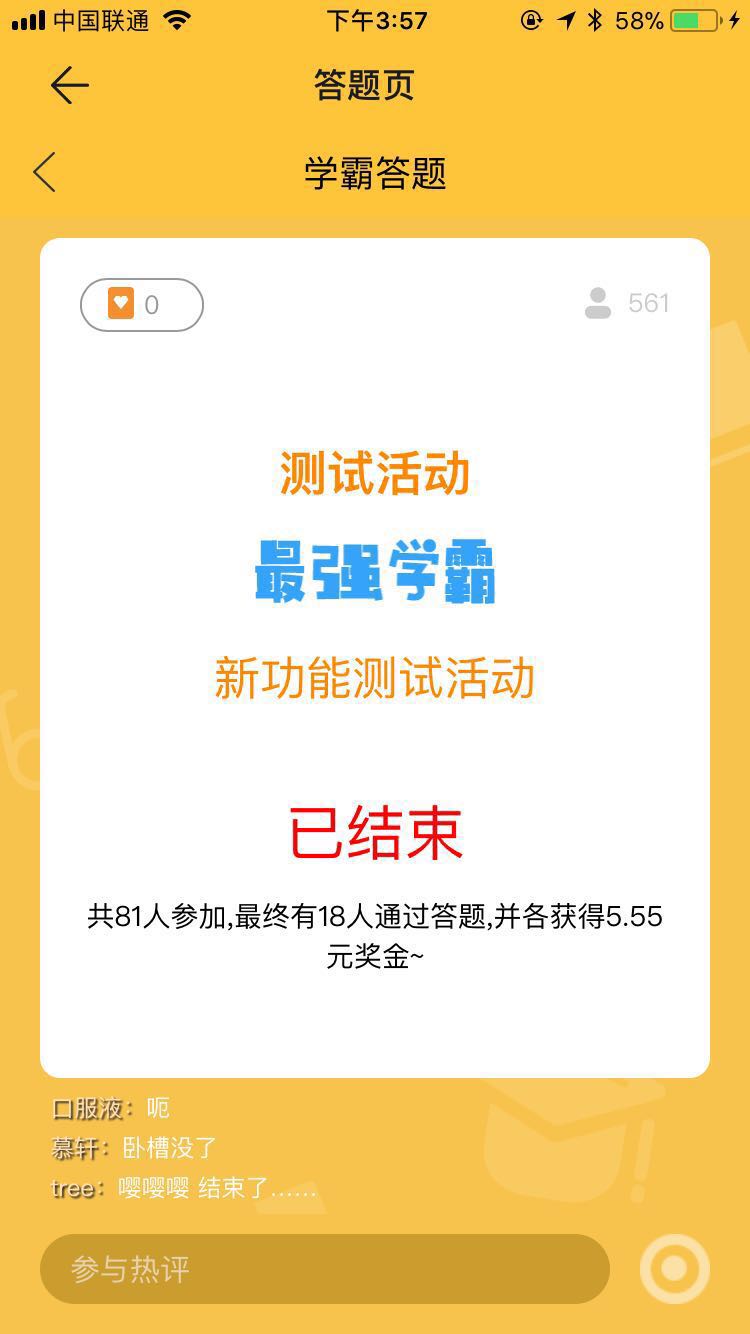 中国联通 下午3:57 58%
答题页
学霸答题
0 561
测试活动
最强学霸
新功能测试活动
已结束
共81人参加,最终有18人通过答题,并各获得5.55
元奖金~
口服液：呃
慕轩：卧槽没了
tree：嘤嘤嘤 结束了……
参与热评